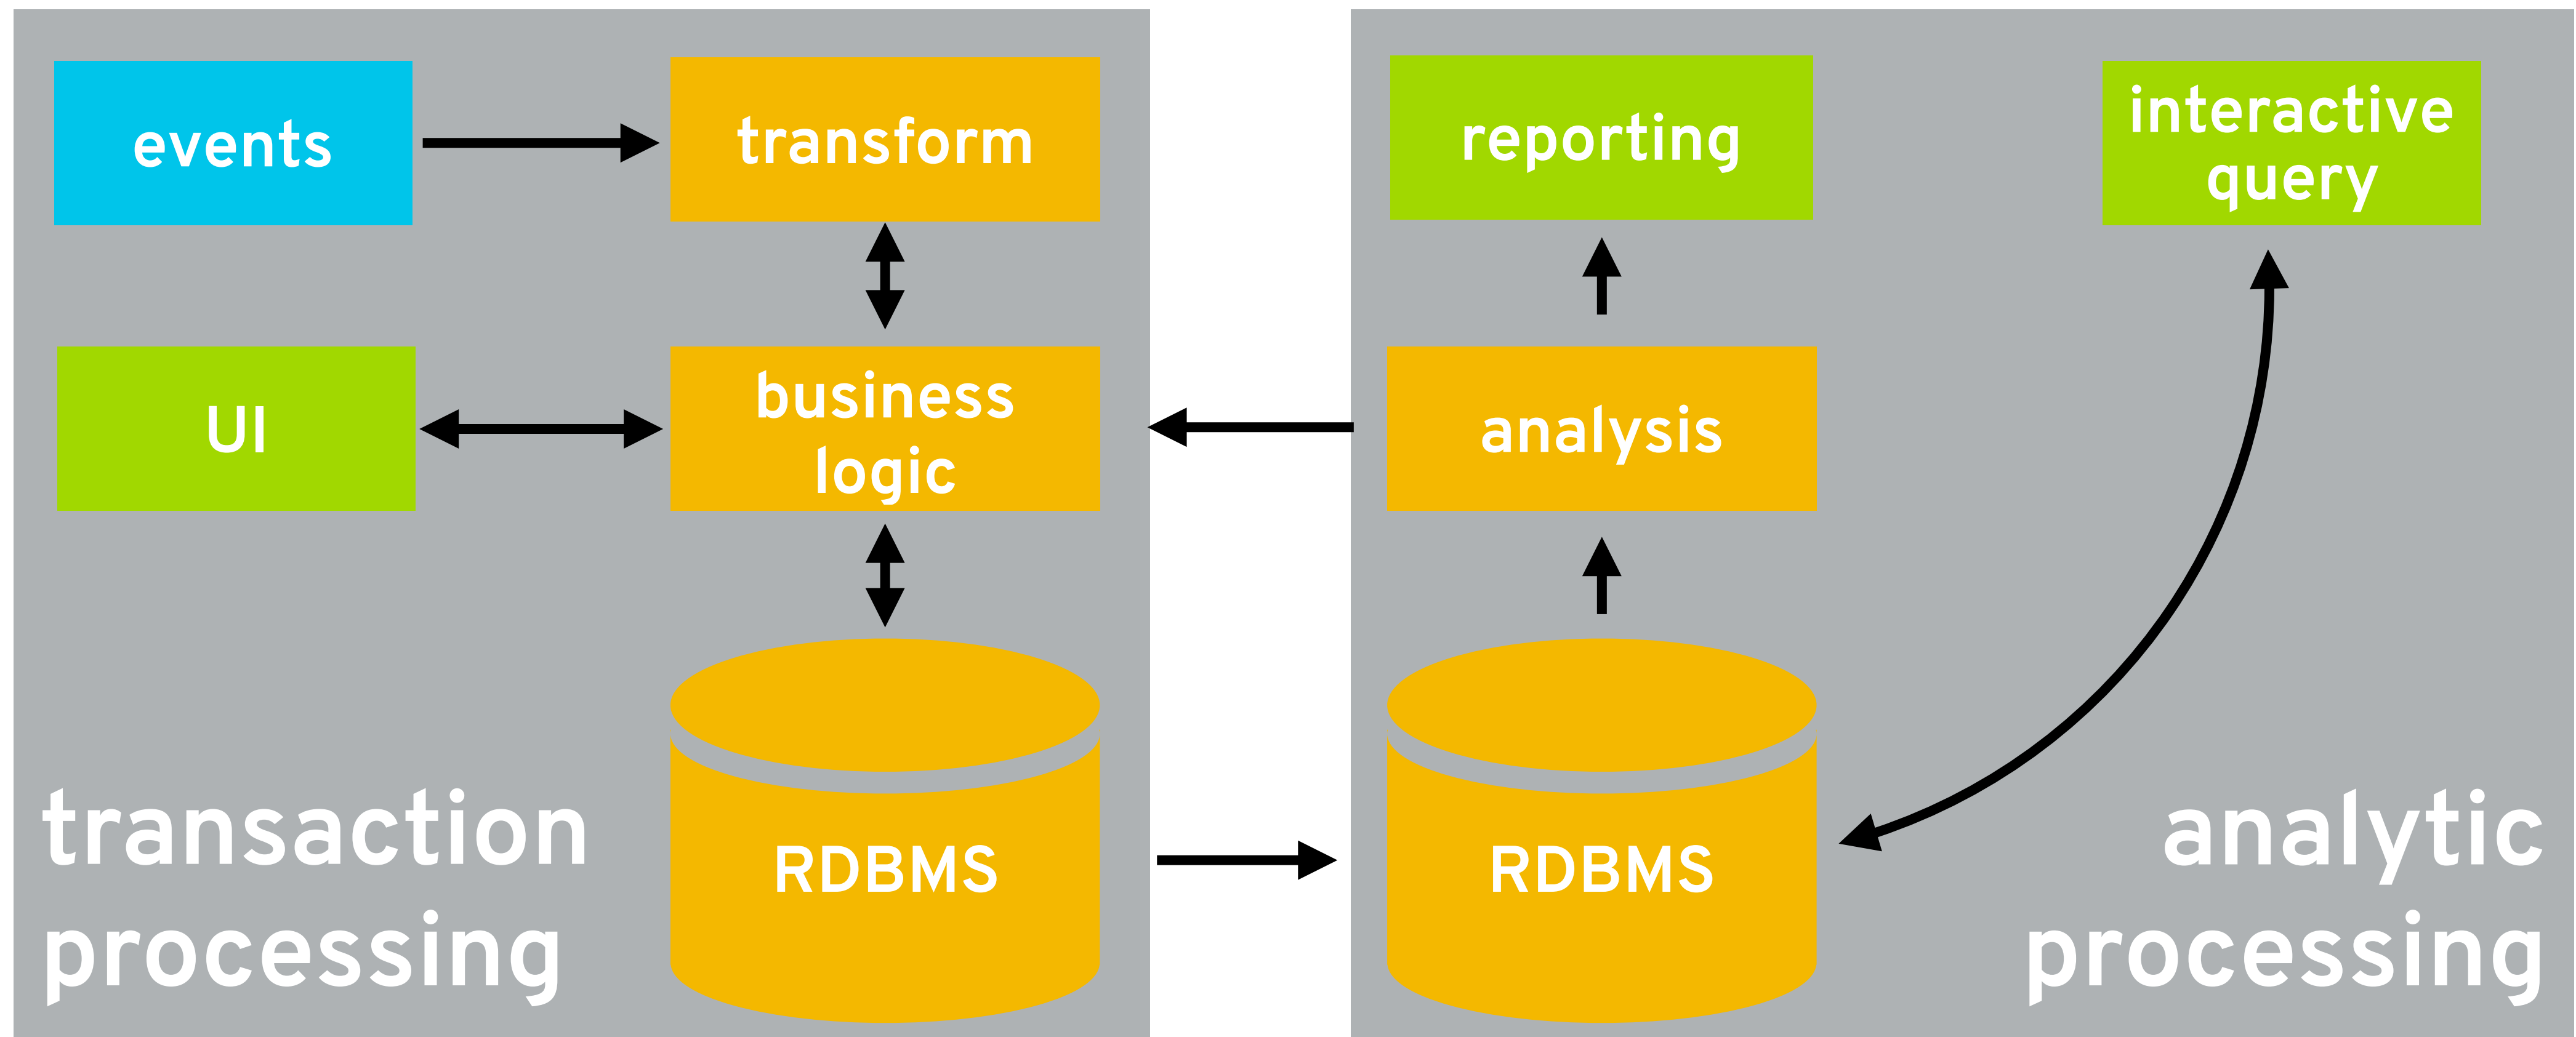 events
transform
reporting
interactive
query
UI
business
logic
analysis
RDBMS
RDBMS
transaction
processing
analytic
processing